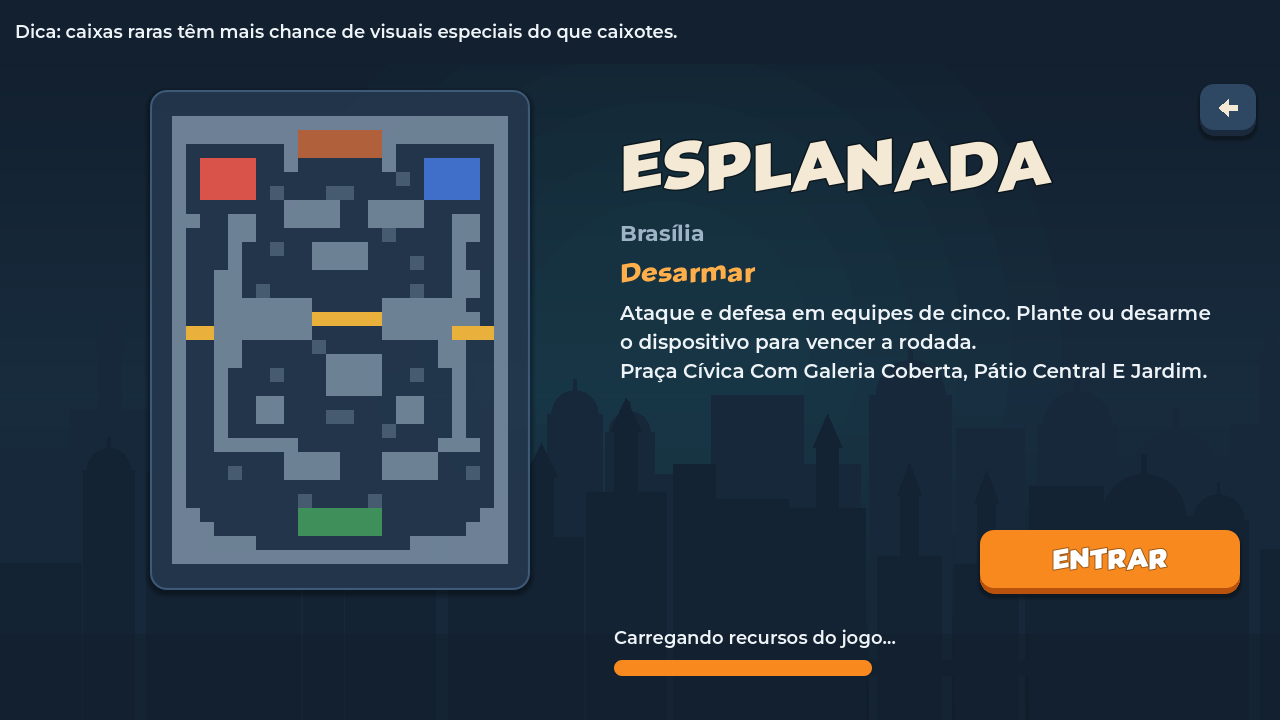 Dica: caixas raras têm mais chance de visuais especiais do que caixotes.
ESPLANADA
Brasília
Desarmar
Ataque e defesa em equipes de cinco. Plante ou desarme
o dispositivo para vencer a rodada.
Praça Cívica Com Galeria Coberta, Pátio Central E Jardim.
ENTRAR
Carregando recursos do jogo...